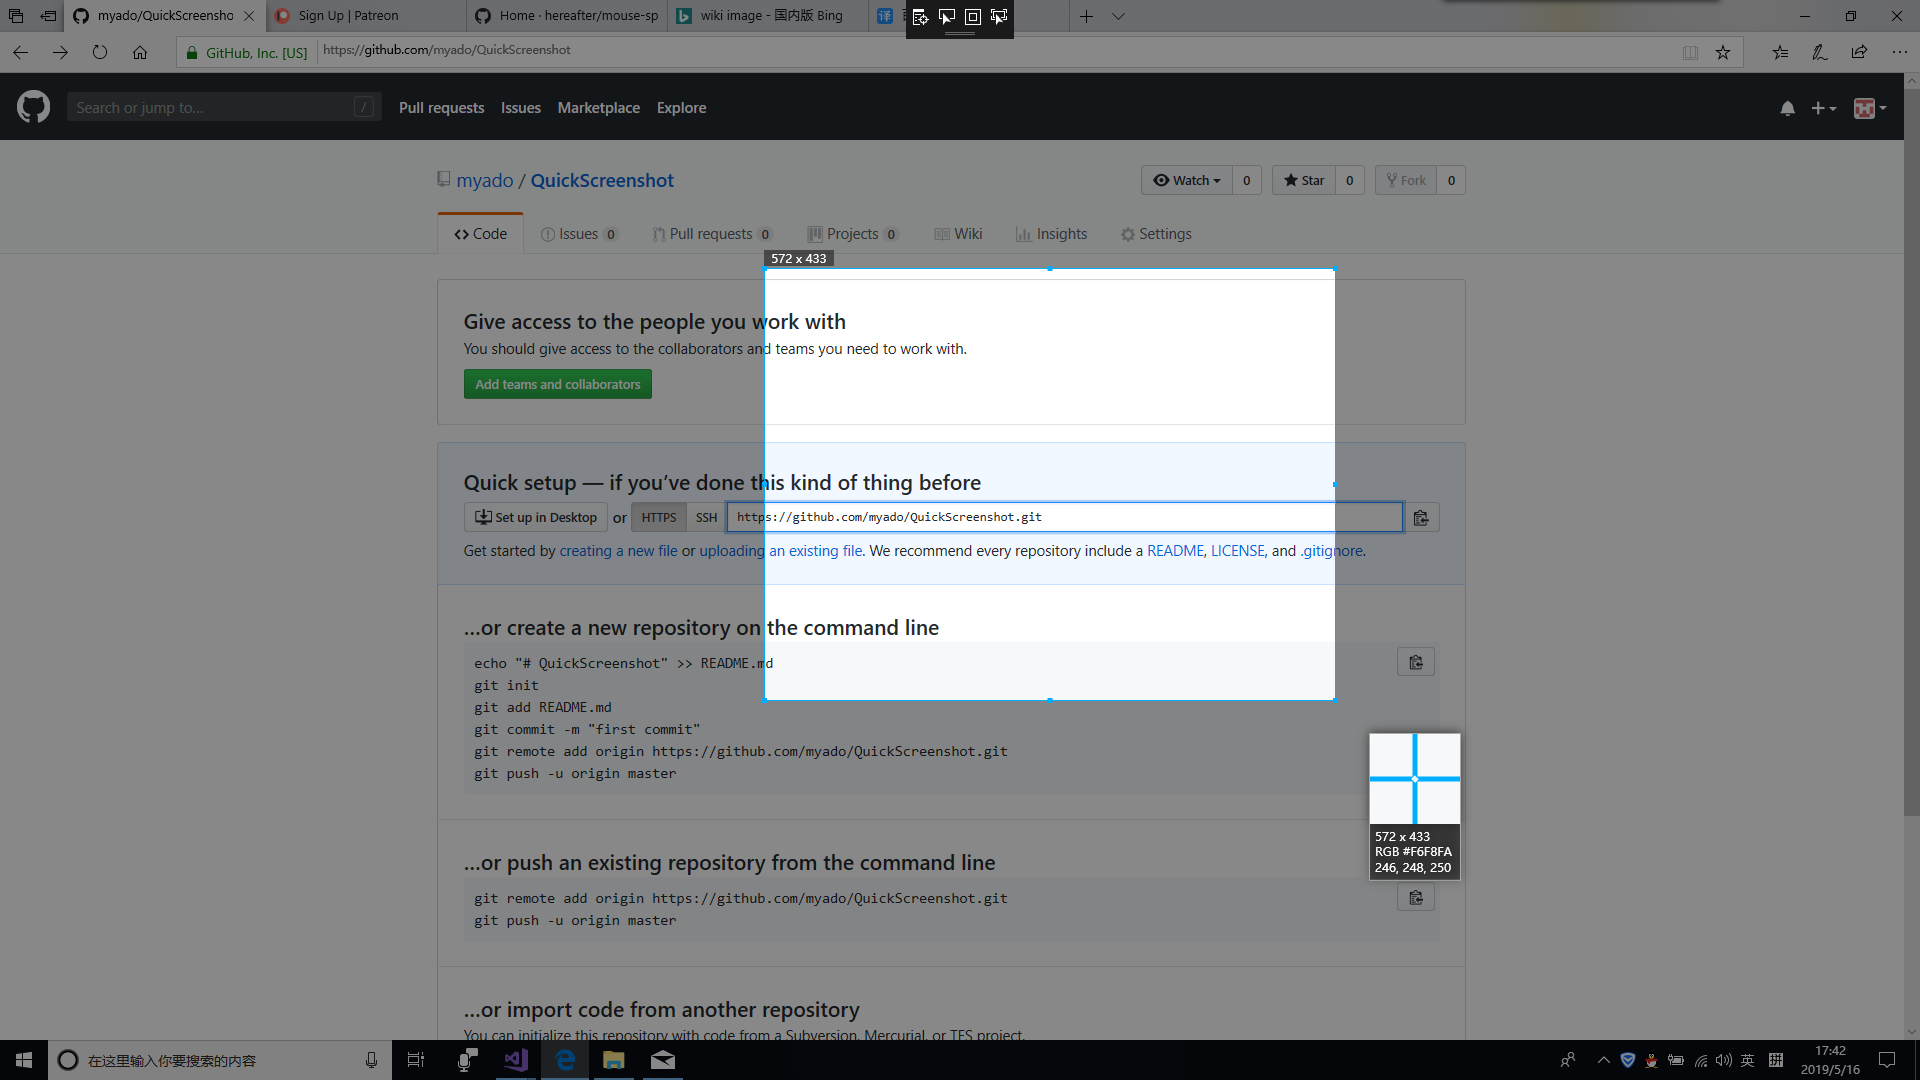 myado/QuickScreensho
Sign Up | Patreon
Home · hereafter/mouse-sp
wiki image - 国内版 Bing
译
GitHub, Inc. [US]
https://github.com/myado/QuickScreenshot
Search or jump to...
/
Pull requests
Issues
Marketplace
Explore
myado / QuickScreenshot
Watch
0
Star
0
Fork
0
Code
Issues 0
Pull requests 0
Projects 0
Wiki
Insights
Settings
572 x 433
Give access to the people you work with
You should give access to the collaborators and teams you need to work with.
Add teams and collaborators
Quick setup — if you’ve done this kind of thing before
Set up in Desktop
or
HTTPS
SSH
https://github.com/myado/QuickScreenshot.git
Get started by creating a new file or uploading an existing file. We recommend every repository include a README, LICENSE, and .gitignore.
…or create a new repository on the command line
echo "# QuickScreenshot" >> README.md
git init
git add README.md
git commit -m "first commit"
git remote add origin https://github.com/myado/QuickScreenshot.git
git push -u origin master
572 x 433
RGB #F6F8FA
246, 248, 250
…or push an existing repository from the command line
git remote add origin https://github.com/myado/QuickScreenshot.git
git push -u origin master
…or import code from another repository
You can initialize this repository with code from a Subversion, Mercurial, or TFS project.
在这里输入你要搜索的内容
英
拼
17:42
2019/5/16